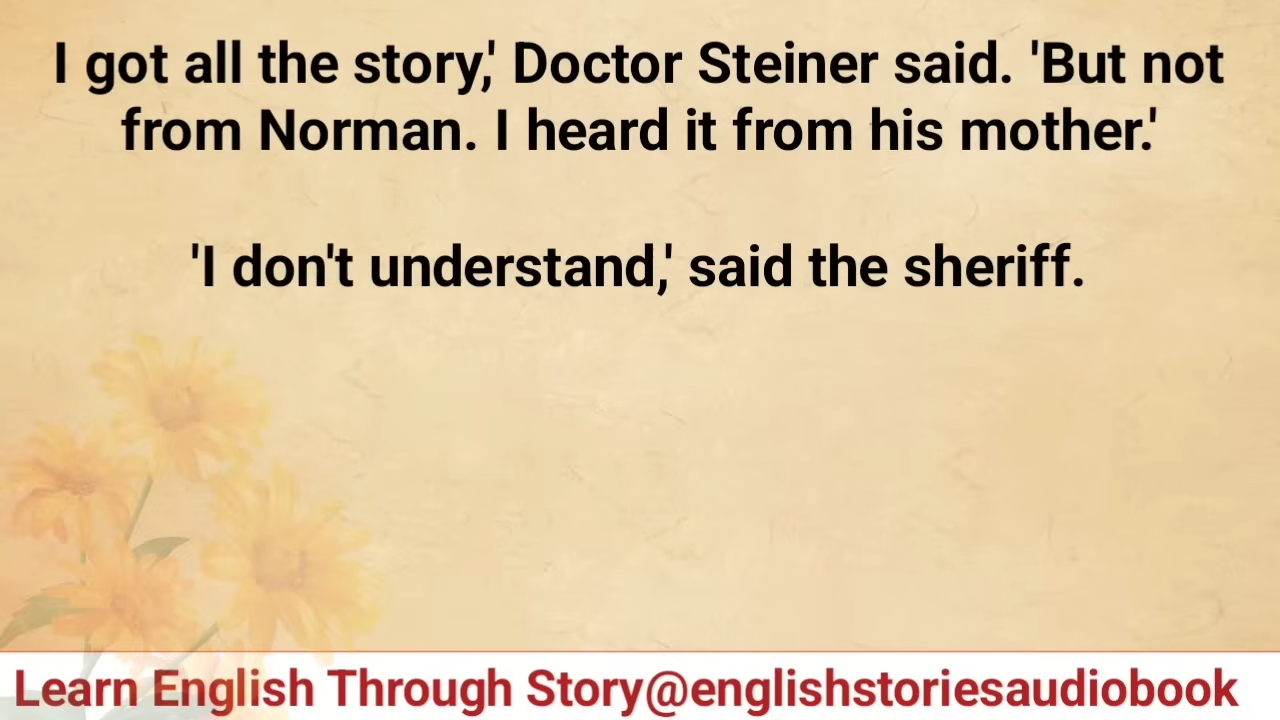 I got all the story,' Doctor Steiner said. 'But not
from Norman. I heard it from his mother.'
'I don't understand,' said the sheriff.
Learn English Through Story@englishstoriesaudiobook